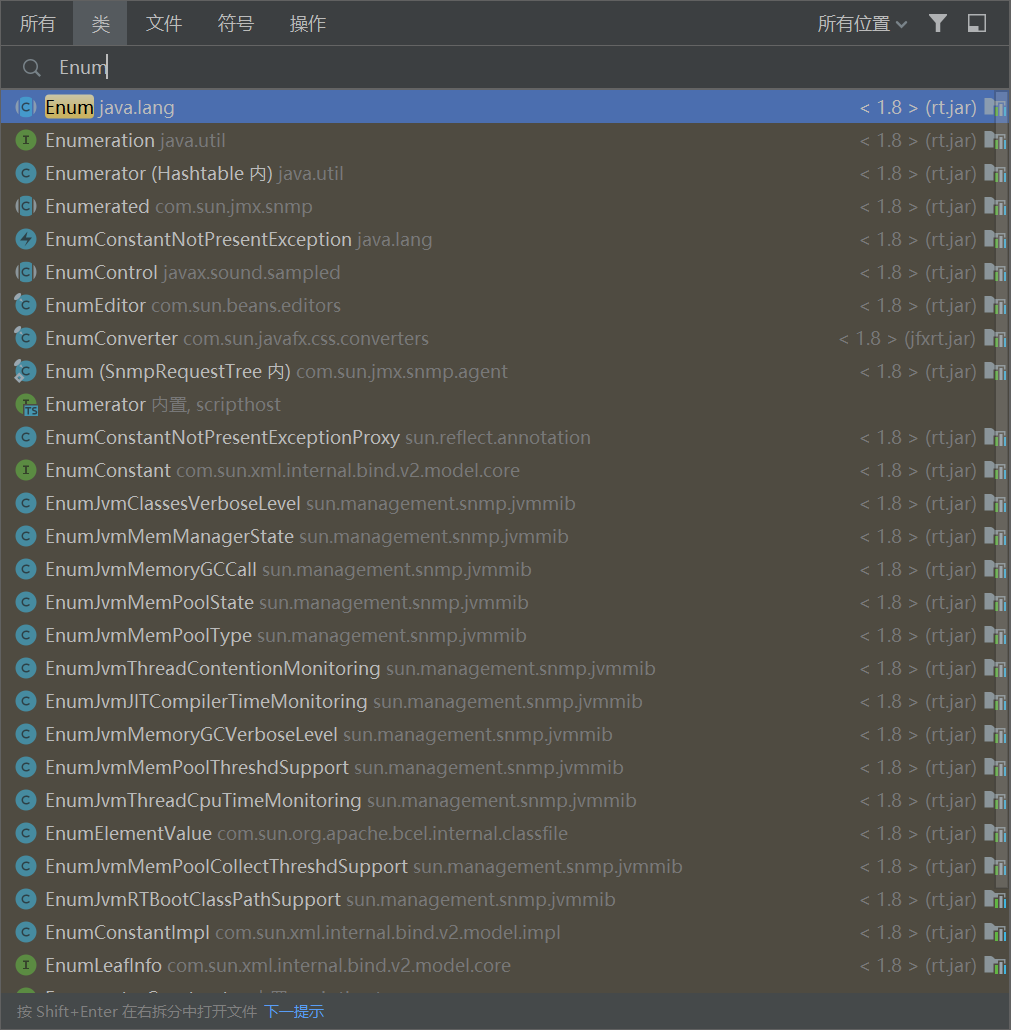 所有 类 文件 符号 操作 所有位置
Enum
Enum java.lang < 1.8 > (rt.jar)
Enumeration java.util < 1.8 > (rt.jar)
Enumerator (Hashtable 内) java.util < 1.8 > (rt.jar)
Enumerated com.sun.jmx.snmp < 1.8 > (rt.jar)
EnumConstantNotPresentException java.lang < 1.8 > (rt.jar)
EnumControl javax.sound.sampled < 1.8 > (rt.jar)
EnumEditor com.sun.beans.editors < 1.8 > (rt.jar)
EnumConverter com.sun.javafx.css.converters < 1.8 > (jfxrt.jar)
Enum (SnmpRequestTree 内) com.sun.jmx.snmp.agent < 1.8 > (rt.jar)
Enumerator 内置, scripthost
EnumConstantNotPresentExceptionProxy sun.reflect.annotation < 1.8 > (rt.jar)
EnumConstant com.sun.xml.internal.bind.v2.model.core < 1.8 > (rt.jar)
EnumJvmClassesVerboseLevel sun.management.snmp.jvmmib < 1.8 > (rt.jar)
EnumJvmMemManagerState sun.management.snmp.jvmmib < 1.8 > (rt.jar)
EnumJvmMemoryGCCall sun.management.snmp.jvmmib < 1.8 > (rt.jar)
EnumJvmMemPoolState sun.management.snmp.jvmmib < 1.8 > (rt.jar)
EnumJvmMemPoolType sun.management.snmp.jvmmib < 1.8 > (rt.jar)
EnumJvmThreadContentionMonitoring sun.management.snmp.jvmmib < 1.8 > (rt.jar)
EnumJvmJITCompilerTimeMonitoring sun.management.snmp.jvmmib < 1.8 > (rt.jar)
EnumJvmMemoryGCVerboseLevel sun.management.snmp.jvmmib < 1.8 > (rt.jar)
EnumJvmMemPoolThreshdSupport sun.management.snmp.jvmmib < 1.8 > (rt.jar)
EnumJvmThreadCpuTimeMonitoring sun.management.snmp.jvmmib < 1.8 > (rt.jar)
EnumElementValue com.sun.org.apache.bcel.internal.classfile < 1.8 > (rt.jar)
EnumJvmMemPoolCollectThreshdSupport sun.management.snmp.jvmmib < 1.8 > (rt.jar)
EnumJvmRTBootClassPathSupport sun.management.snmp.jvmmib < 1.8 > (rt.jar)
EnumConstantImpl com.sun.xml.internal.bind.v2.model.impl < 1.8 > (rt.jar)
EnumLeafInfo com.sun.xml.internal.bind.v2.model.core < 1.8 > (rt.jar)
按 Shift+Enter 在右拆分中打开文件 下一提示